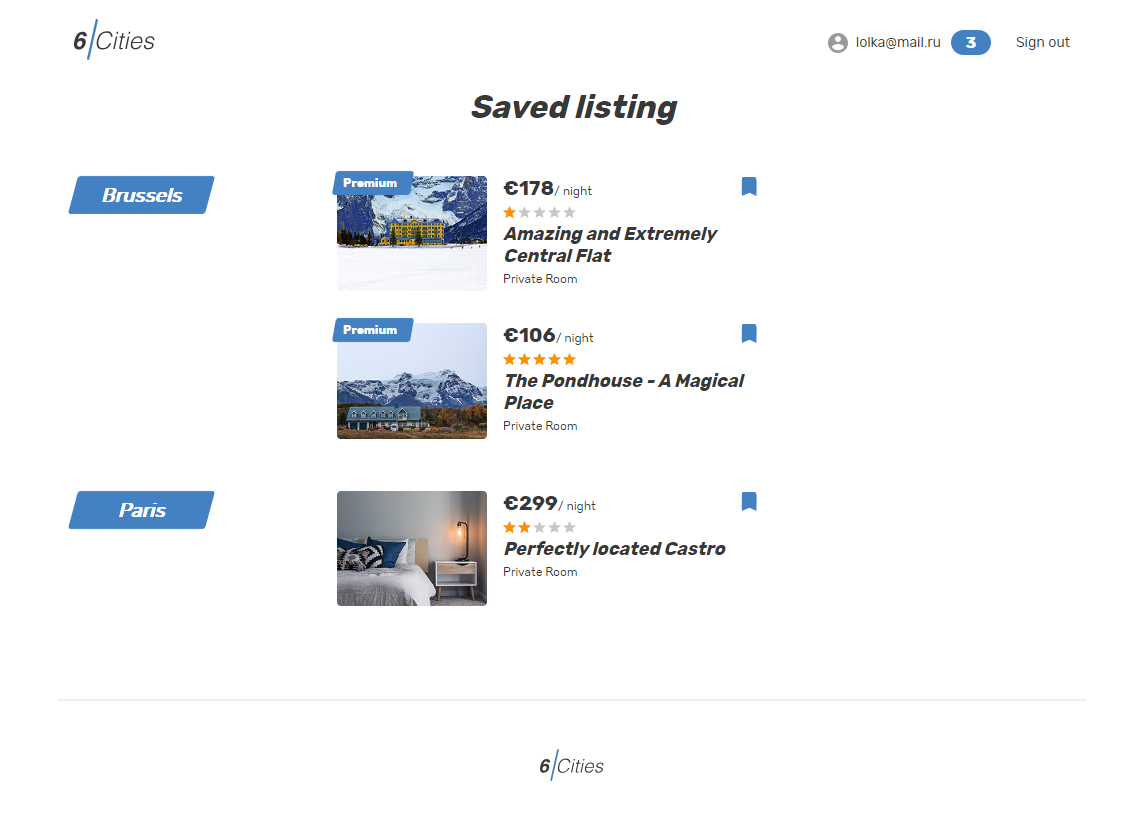 6 Cities
lolka@mail.ru 3 Sign out
Saved listing
Brussels
Premium
€178 / night
Amazing and Extremely
Central Flat
Private Room
Premium
€106 / night
The Pondhouse - A Magical
Place
Private Room
Paris
€299 / night
Perfectly located Castro
Private Room
6 Cities